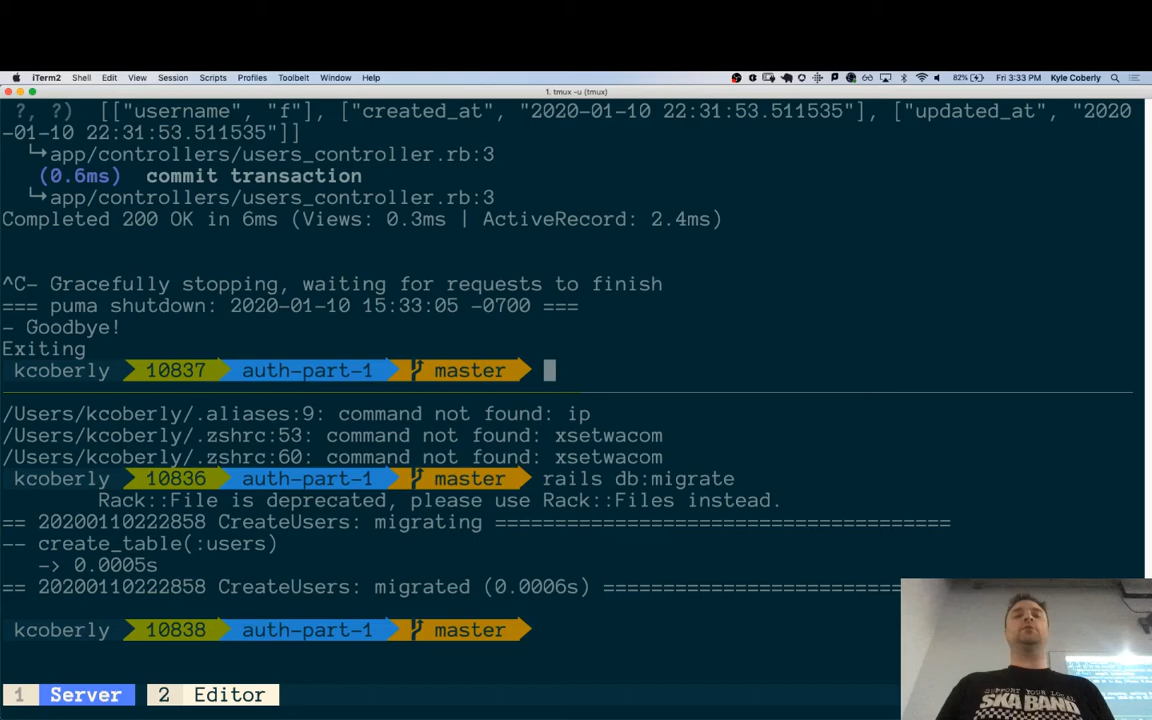 iTerm2 Shell Edit View Session Scripts Profiles Toolbelt Window Help 82% Fri 3:33 PM Kyle Coberly
1. tmux -u (tmux)
?, ?) [["username", "f"], ["created_at", "2020-01-10 22:31:53.511535"], ["updated_at", "2020
-01-10 22:31:53.511535"]]
↳app/controllers/users_controller.rb:3
(0.6ms) commit transaction
↳app/controllers/users_controller.rb:3
Completed 200 OK in 6ms (Views: 0.3ms | ActiveRecord: 2.4ms)
^C- Gracefully stopping, waiting for requests to finish
=== puma shutdown: 2020-01-10 15:33:05 -0700 ===
- Goodbye!
Exiting
kcoberly 10837 auth-part-1 master
/Users/kcoberly/.aliases:9: command not found: ip
/Users/kcoberly/.zshrc:53: command not found: xsetwacom
/Users/kcoberly/.zshrc:60: command not found: xsetwacom
kcoberly 10836 auth-part-1 master rails db:migrate
Rack::File is deprecated, please use Rack::Files instead.
== 20200110222858 CreateUsers: migrating ======================================
-- create_table(:users)
-> 0.0005s
== 20200110222858 CreateUsers: migrated (0.0006s) =========================
kcoberly 10838 auth-part-1 master
1 Server 2 Editor
SUPPORT YOUR LOCAL
SKA BAND